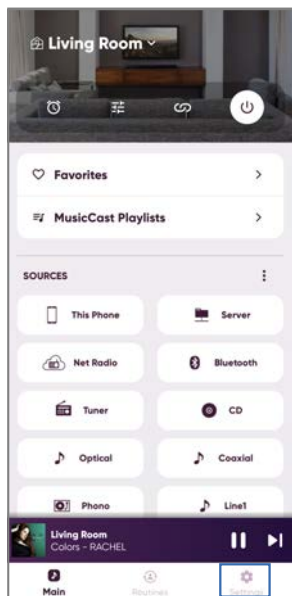 Living Room
Favorites
MusicCast Playlists
SOURCES
This Phone
Server
Net Radio
Bluetooth
Tuner
CD
Optical
Coaxial
Phono
Line1
Living Room
Colors - RACHEL
Main
Routines
Settings